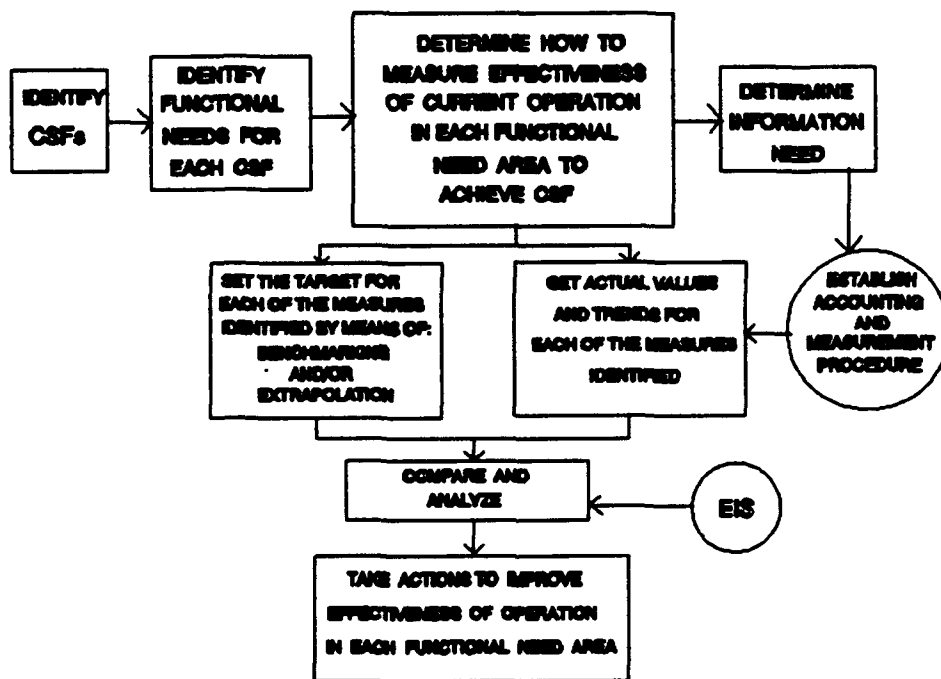 IDENTIFY
CSFs
IDENTIFY
FUNCTIONAL
NEEDS FOR
EACH CSF
DETERMINE HOW TO
MEASURE EFFECTIVENESS
OF CURRENT OPERATION
IN EACH FUNCTIONAL
NEED AREA TO
ACHIEVE CSF
DETERMINE
INFORMATION
NEED
SET THE TARGET FOR
EACH OF THE MEASURES
IDENTIFIED BY MEANS OF:
BENCHMARKING
AND/OR
EXTRAPOLATION
GET ACTUAL VALUES
AND TRENDS FOR
EACH OF THE MEASURES
IDENTIFIED
ESTABLISH
ACCOUNTING
AND
MEASUREMENT
PROCEDURE
COMPARE AND
ANALYZE
EIS
TAKE ACTIONS TO IMPROVE
EFFECTIVENESS OF OPERATION
IN EACH FUNCTIONAL NEED AREA